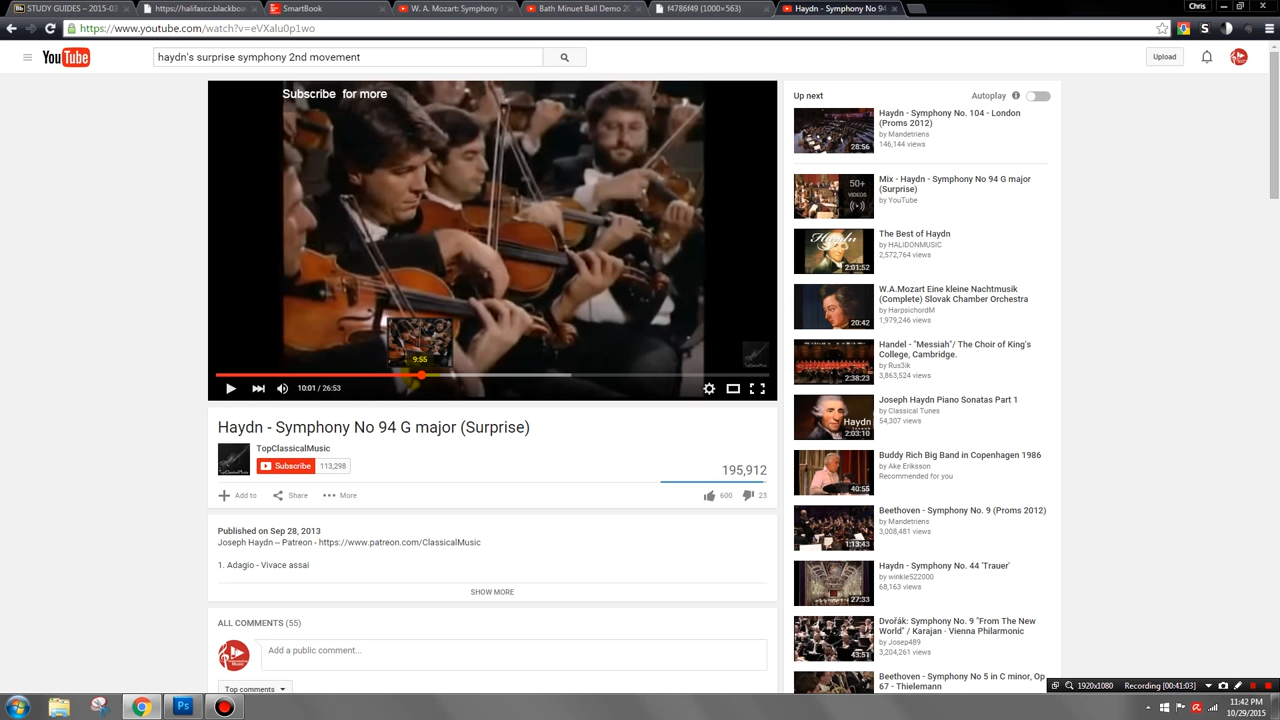 STUDY GUIDES – 2015-03
https://halifaxcc.blackboa
SmartBook
W. A. Mozart: Symphony
Bath Minuet Ball Demo 20
f4786f49 (1000×563)
Haydn - Symphony No 94
Chris
https://www.youtube.com/watch?v=eVXalu0p1wo
YouTube
haydn's surprise symphony 2nd movement
Upload
Subscribe for more
9:55
10:01 / 26:53
Haydn - Symphony No 94 G major (Surprise)
TopClassicalMusic
Subscribe 113,298
195,912
Add to Share More
600 23
Published on Sep 28, 2013
Joseph Haydn -- Patreon - https://www.patreon.com/ClassicalMusic
1. Adagio - Vivace assai
SHOW MORE
ALL COMMENTS (55)
Add a public comment...
Top comments
Up next
Autoplay
Haydn - Symphony No. 104 - London
(Proms 2012)
by Mandetriens
146,144 views
28:56
Mix - Haydn - Symphony No 94 G major
(Surprise)
by YouTube
50+
VIDEOS
The Best of Haydn
by HALIDONMUSIC
2,572,764 views
2:01:52
W.A.Mozart Eine kleine Nachtmusik
(Complete) Slovak Chamber Orchestra
by HarpsichordM
1,979,246 views
20:42
Handel - "Messiah"/ The Choir of King's
College, Cambridge.
by Rus3ik
3,863,524 views
2:38:23
Joseph Haydn Piano Sonatas Part 1
by Classical Tunes
54,307 views
Haydn
2:03:10
Buddy Rich Big Band in Copenhagen 1986
by Ake Eriksson
Recommended for you
40:55
Beethoven - Symphony No. 9 (Proms 2012)
by Mandetriens
3,008,481 views
1:13:43
Haydn - Symphony No. 44 'Trauer'
by winkle522000
68,163 views
27:33
Dvořák: Symphony No. 9 "From The New
World" / Karajan · Vienna Philharmonic
by Josep489
3,204,261 views
43:51
Beethoven - Symphony No 5 in C minor, Op
67 - Thielemann
1920x1080
Recording [00:41:03]
11:42 PM
10/29/2015